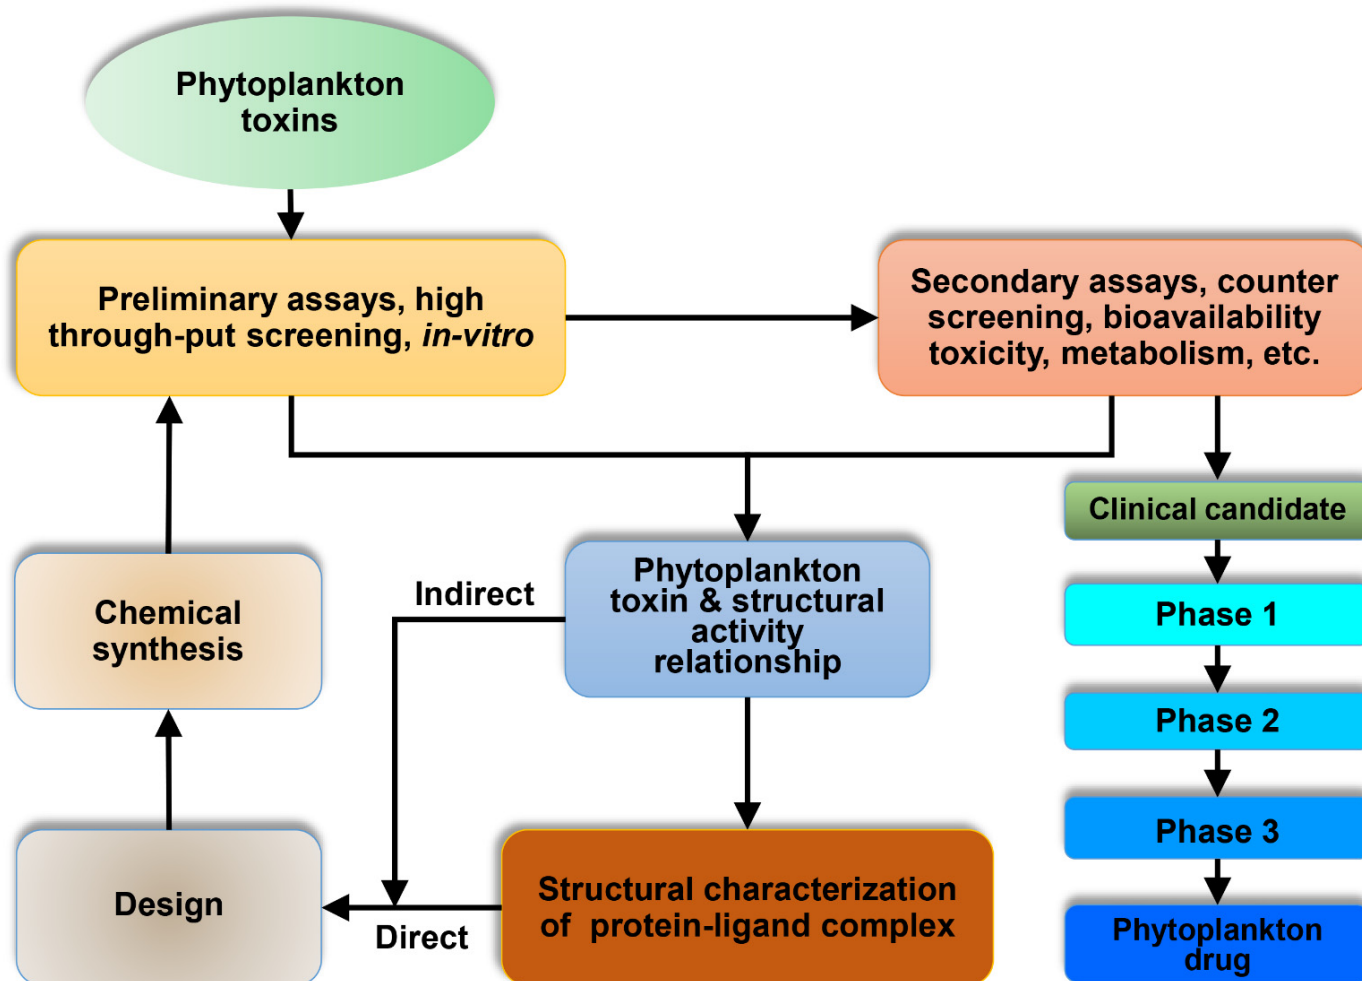 Phytoplankton
toxins
Preliminary assays, high
through-put screening, in-vitro
Secondary assays, counter
screening, bioavailability
toxicity, metabolism, etc.
Clinical candidate
Phytoplankton
toxin & structural
activity
relationship
Indirect
Chemical
synthesis
Phase 1
Phase 2
Phase 3
Design
Direct
Structural characterization
of protein-ligand complex
Phytoplankton
drug